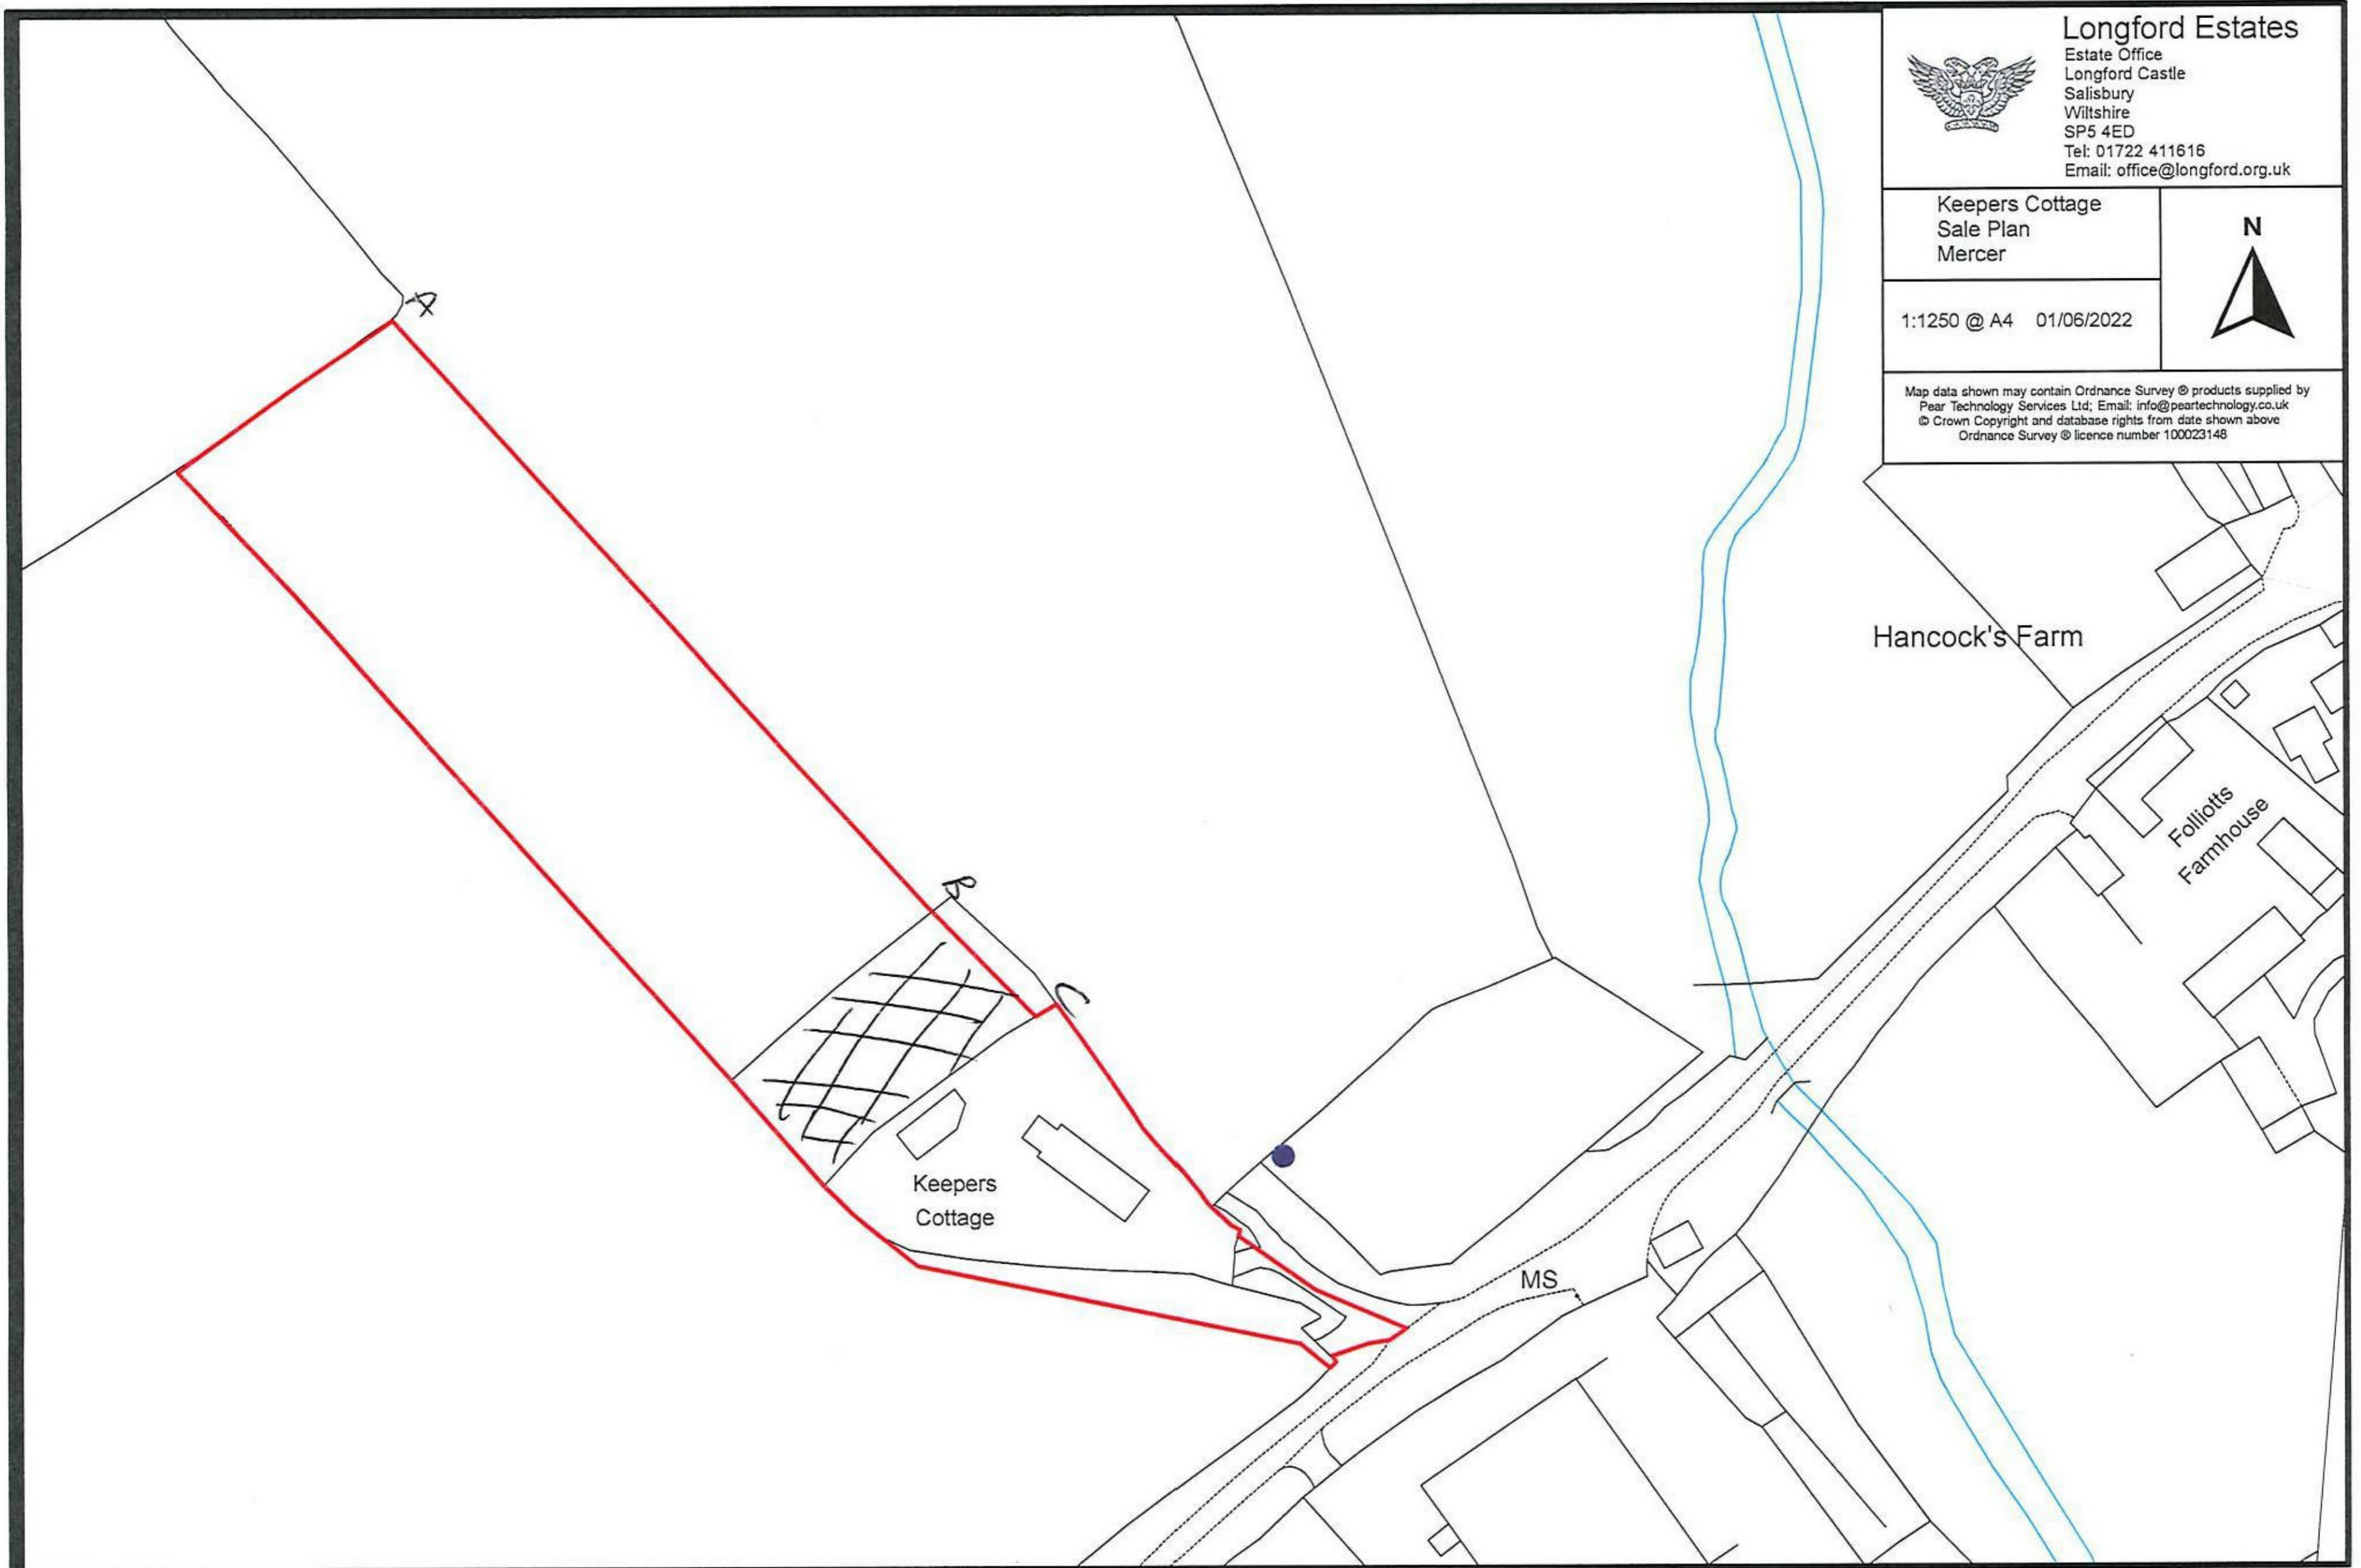 Longford Estates
Estate Office
Longford Castle
Salisbury
Wiltshire
SP5 4ED
Tel: 01722 411616
Email: office@longford.org.uk
Keepers Cottage
Sale Plan
Mercer
N
1:1250 @ A4 01/06/2022
Map data shown may contain Ordnance Survey ® products supplied by
Pear Technology Services Ltd; Email: info@peartechnology.co.uk
© Crown Copyright and database rights from date shown above
Ordnance Survey ® licence number 100023148
A
Hancock's Farm
Folliotts
Farmhouse
B
C
Keepers
Cottage
MS